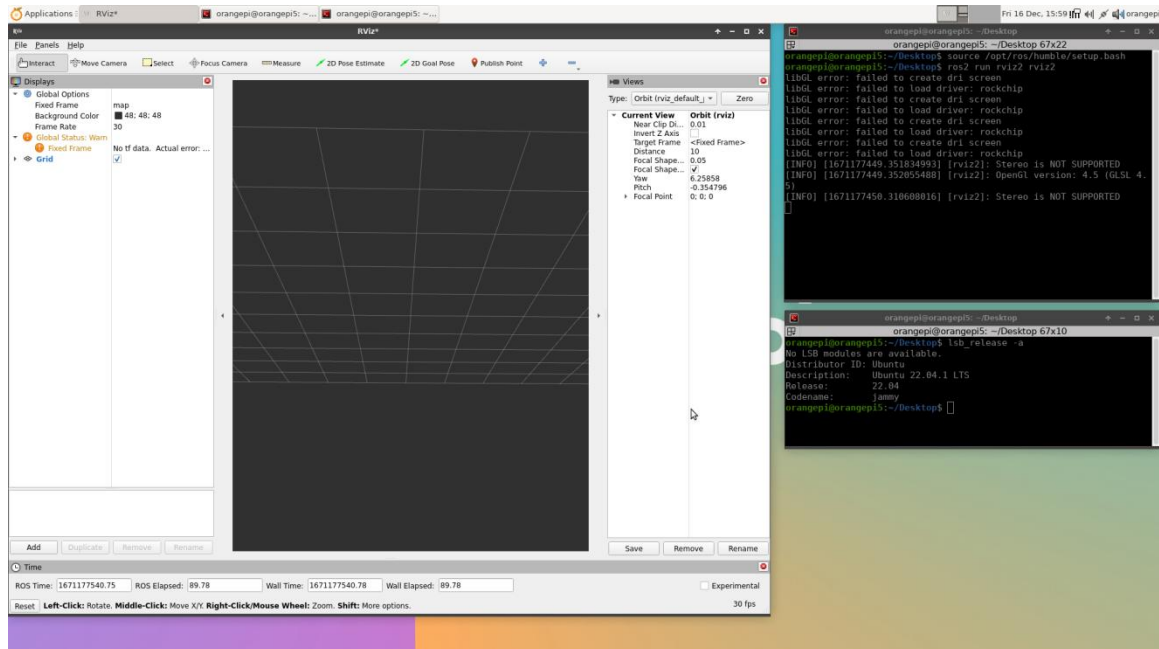 Applications
RViz*
orangepi@orangepi5: ~...
orangepi@orangepi5: ~...
Fri 16 Dec, 15:59
orangepi
RViz*
File Panels Help
Interact Move Camera Select Focus Camera Measure 2D Pose Estimate 2D Goal Pose Publish Point
Displays
Global Options
Fixed Frame map
Background Color 48; 48; 48
Frame Rate 30
Global Status: Warn
Fixed Frame No tf data. Actual error: ...
Grid
Add Duplicate Remove Rename
Views
Type: Orbit (rviz_default_ Zero
Current View Orbit (rviz)
Near Clip Di... 0.01
Invert Z Axis
Target Frame <Fixed Frame>
Distance 10
Focal Shape... 0.05
Focal Shape...
Yaw 6.25858
Pitch -0.354796
Focal Point 0; 0; 0
Save Remove Rename
Time
ROS Time: 1671177540.75 ROS Elapsed: 89.78 Wall Time: 1671177540.78 Wall Elapsed: 89.78 Experimental
Reset Left-Click: Rotate. Middle-Click: Move X/Y. Right-Click/Mouse Wheel: Zoom. Shift: More options. 30 fps
orangepi@orangepi5: ~/Desktop
orangepi@orangepi5: ~/Desktop 67x22
orangepi@orangepi5:~/Desktop$ source /opt/ros/humble/setup.bash
orangepi@orangepi5:~/Desktop$ ros2 run rviz2 rviz2
libGL error: failed to create dri screen
libGL error: failed to load driver: rockchip
libGL error: failed to create dri screen
libGL error: failed to load driver: rockchip
libGL error: failed to create dri screen
libGL error: failed to load driver: rockchip
libGL error: failed to create dri screen
libGL error: failed to load driver: rockchip
[INFO] [1671177449.351834993] [rviz2]: Stereo is NOT SUPPORTED
[INFO] [1671177449.352055488] [rviz2]: OpenGl version: 4.5 (GLSL 4.
5)
[INFO] [1671177450.310608016] [rviz2]: Stereo is NOT SUPPORTED
orangepi@orangepi5: ~/Desktop
orangepi@orangepi5: ~/Desktop 67x10
orangepi@orangepi5:~/Desktop$ lsb_release -a
No LSB modules are available.
Distributor ID: Ubuntu
Description: Ubuntu 22.04.1 LTS
Release: 22.04
Codename: jammy
orangepi@orangepi5:~/Desktop$